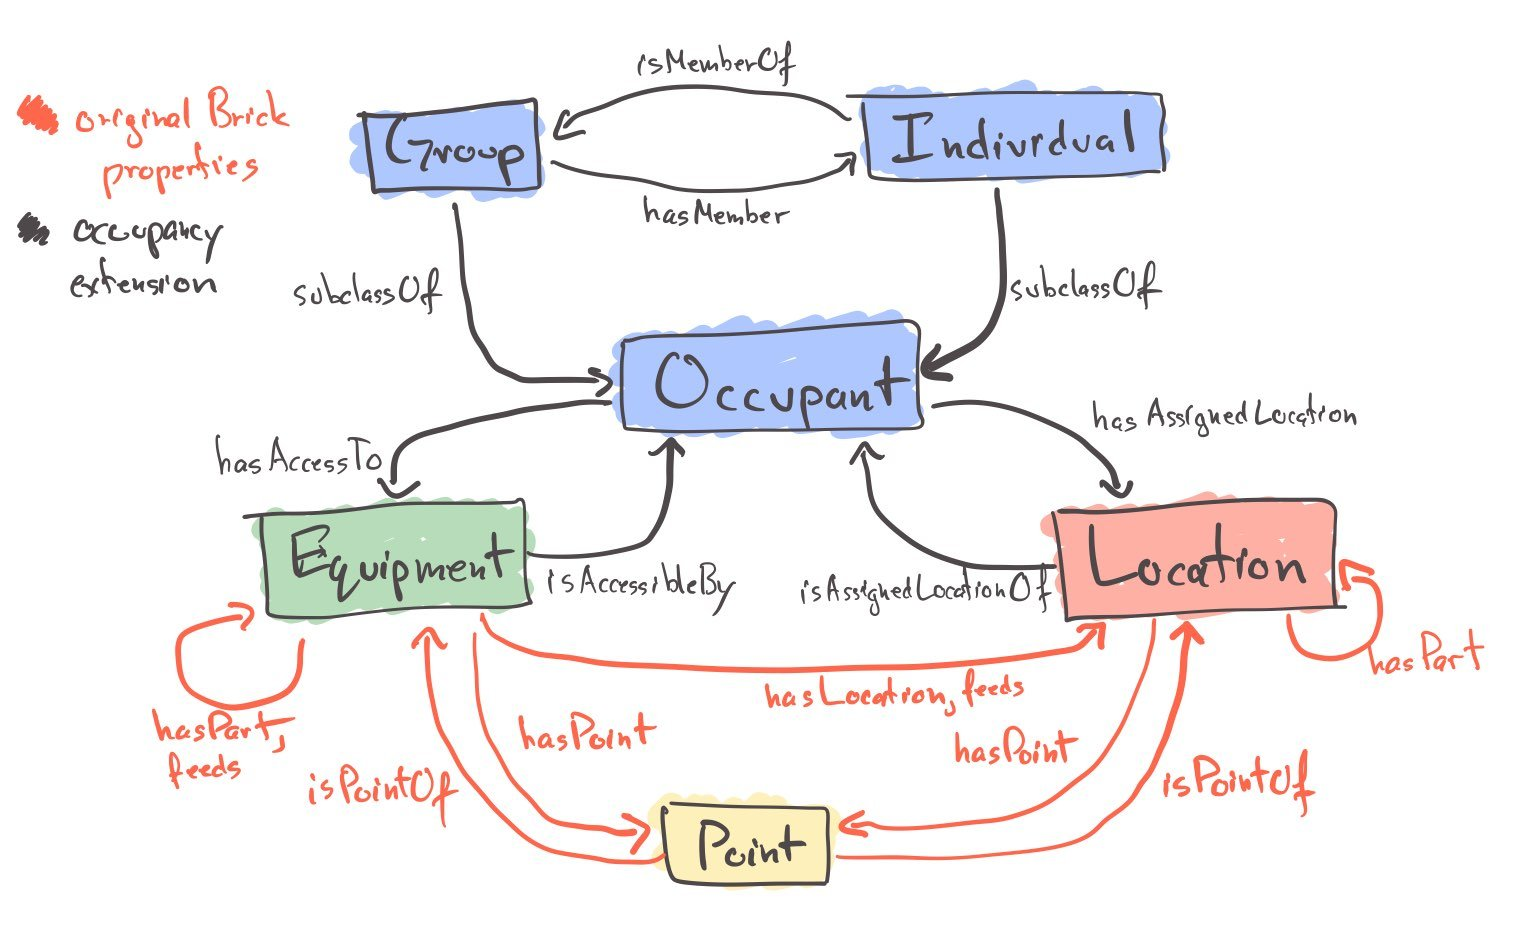 isMemberOf
original Brick
properties
Group
Individual
hasMember
occupancy
extension
subclassOf
subclassOf
Occupant
hasAssignedLocation
hasAccessTo
Equipment
Location
isAccessibleBy
isAssignedLocationOf
hasPart
hasLocation, feeds
hasPart,
feeds
hasPoint
hasPoint
isPointOf
isPointOf
Point